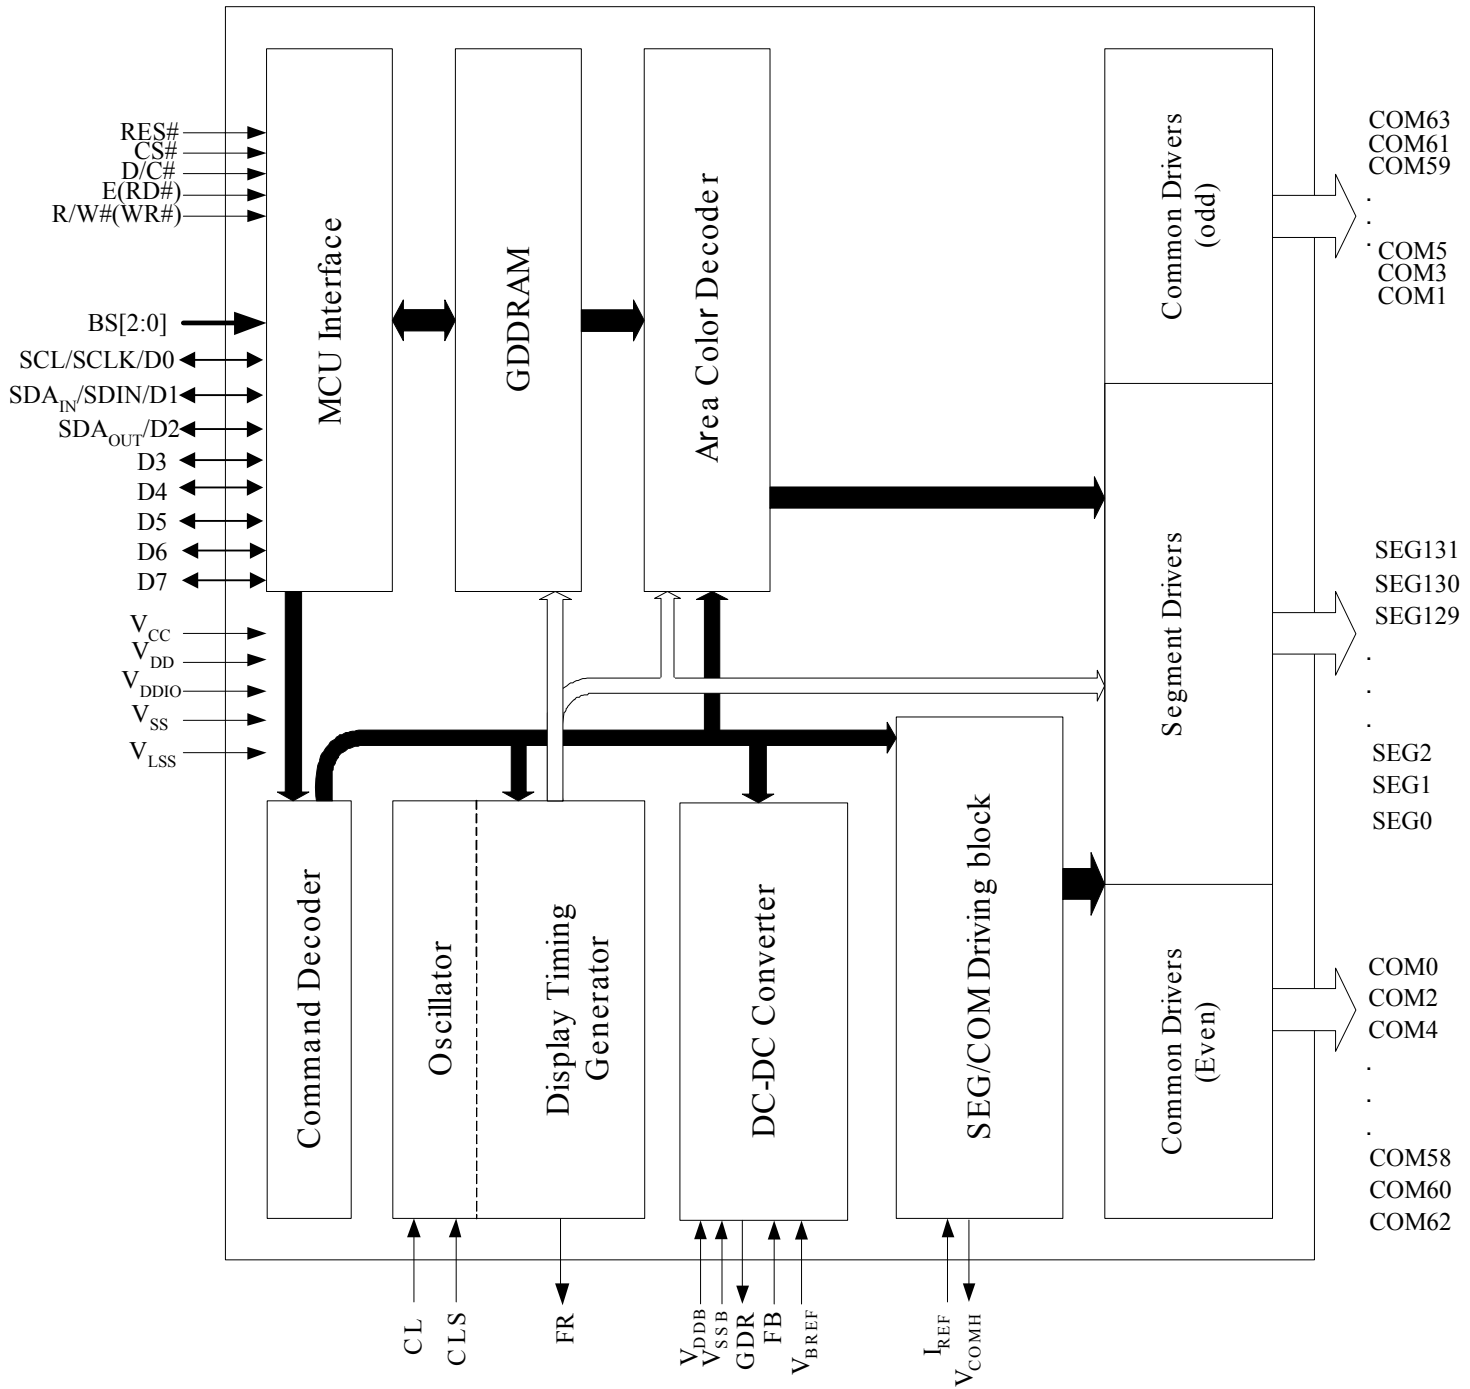 RES#
CS#
D/C#
E(RD#)
R/W#(WR#)
BS[2:0]
SCL/SCLK/D0
SDAIN/SDIN/D1
SDAOUT/D2
D3
D4
D5
D6
D7
VCC
VDD
VDDIO
VSS
VLSS
MCU Interface
GDDRAM
Area Color Decoder
Common Drivers
(odd)
Segment Drivers
Common Drivers
(Even)
Command Decoder
Oscillator
Display Timing
Generator
DC-DC Converter
SEG/COM Driving block
COM63
COM61
COM59
.
.
.
COM5
COM3
COM1
SEG131
SEG130
SEG129
.
.
.
SEG2
SEG1
SEG0
COM0
COM2
COM4
.
.
.
COM58
COM60
COM62
CL
CLS
FR
VDDB
VSSB
GDR
FB
VBREF
IREF
VCOMH